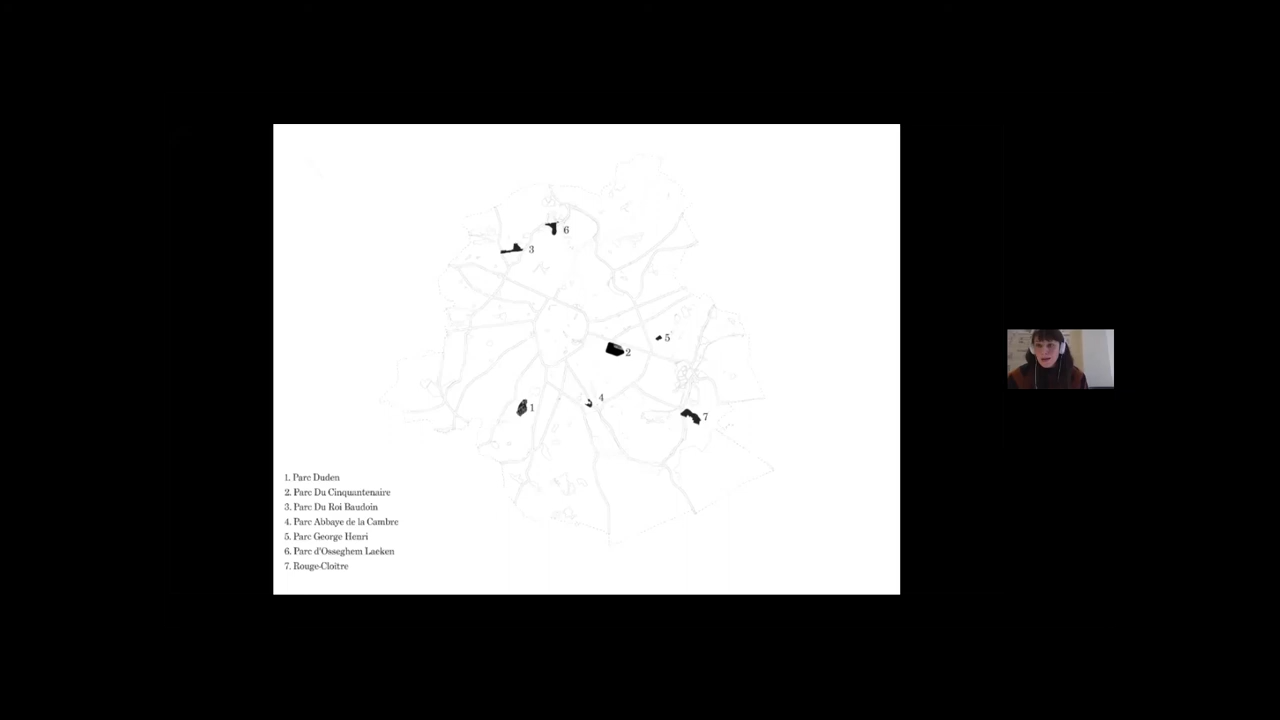 6
3
5
2
4
1
7
1. Parc Duden
2. Parc Du Cinquantenaire
3. Parc Du Roi Baudoin
4. Parc Abbaye de la Cambre
5. Parc George Henri
6. Parc d'Osseghem Laeken
7. Rouge-Cloitre